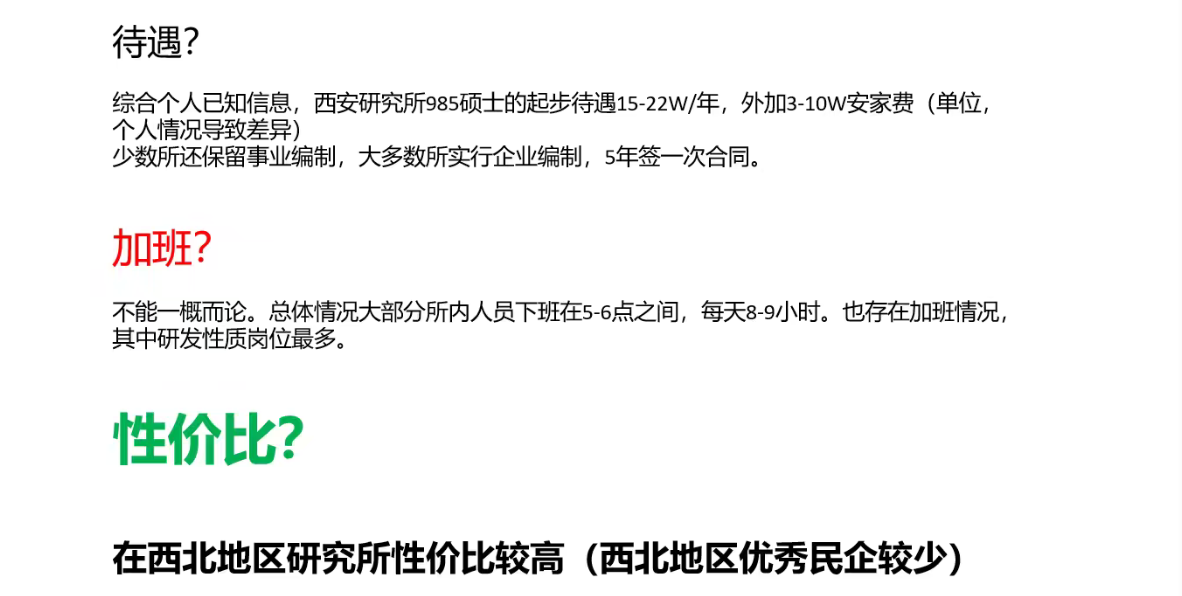 待遇？
综合个人已知信息，西安研究所985硕士的起步待遇15-22W/年，外加3-10W安家费（单位，
个人情况导致差异）
少数所还保留事业编制，大多数所实行企业编制，5年签一次合同。
加班？
不能一概而论。总体情况大部分所内人员下班在5-6点之间，每天8-9小时。也存在加班情况，
其中研发性质岗位最多。
性价比？
在西北地区研究所性价比较高（西北地区优秀民企较少）